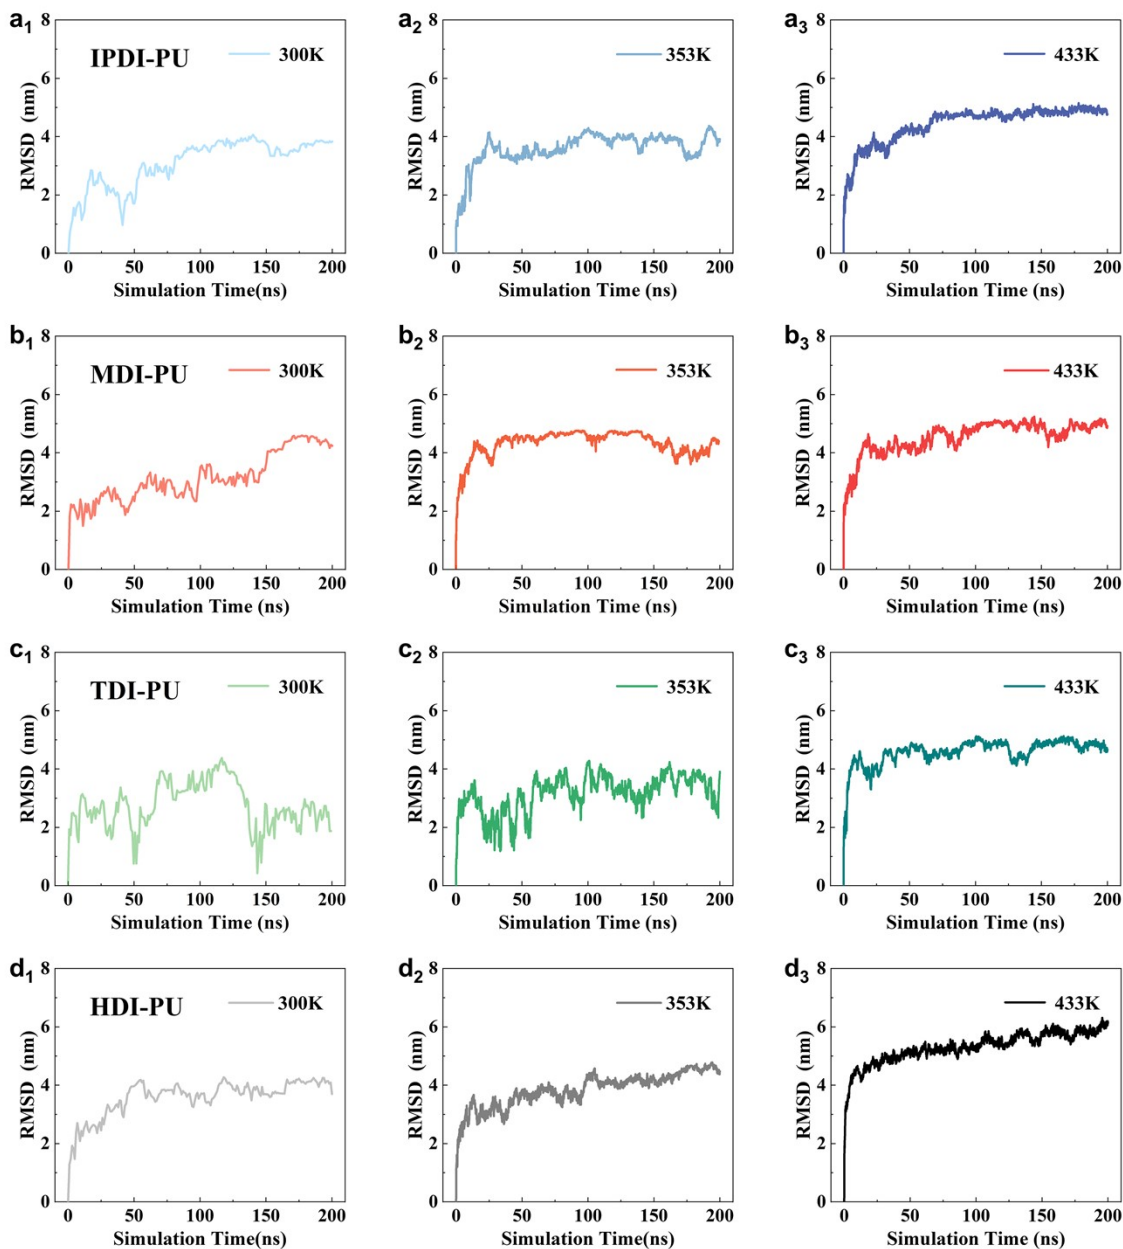 a1 8 IPDI-PU 300K
6
4
2
0
RMSD (nm)
0 50 100 150 200
Simulation Time(ns)
a2 8 353K
6
4
2
0
RMSD (nm)
0 50 100 150 200
Simulation Time (ns)
a3 8 433K
6
4
2
0
RMSD (nm)
0 50 100 150 200
Simulation Time (ns)
b1 8 MDI-PU 300K
6
4
2
0
RMSD (nm)
0 50 100 150 200
Simulation Time (ns)
b2 8 353K
6
4
2
0
RMSD (nm)
0 50 100 150 200
Simulation Time (ns)
b3 8 433K
6
4
2
0
RMSD (nm)
0 50 100 150 200
Simulation Time (ns)
c1 8 TDI-PU 300K
6
4
2
0
RMSD (nm)
0 50 100 150 200
Simulation Time (ns)
c2 8 353K
6
4
2
0
RMSD (nm)
0 50 100 150 200
Simulation Time (ns)
c3 8 433K
6
4
2
0
RMSD (nm)
0 50 100 150 200
Simulation Time (ns)
d1 8 HDI-PU 300K
6
4
2
0
RMSD (nm)
0 50 100 150 200
Simulation Time(ns)
d2 8 353K
6
4
2
0
RMSD (nm)
0 50 100 150 200
Simulation Time (ns)
d3 8 433K
6
4
2
0
RMSD (nm)
0 50 100 150 200
Simulation Time (ns)